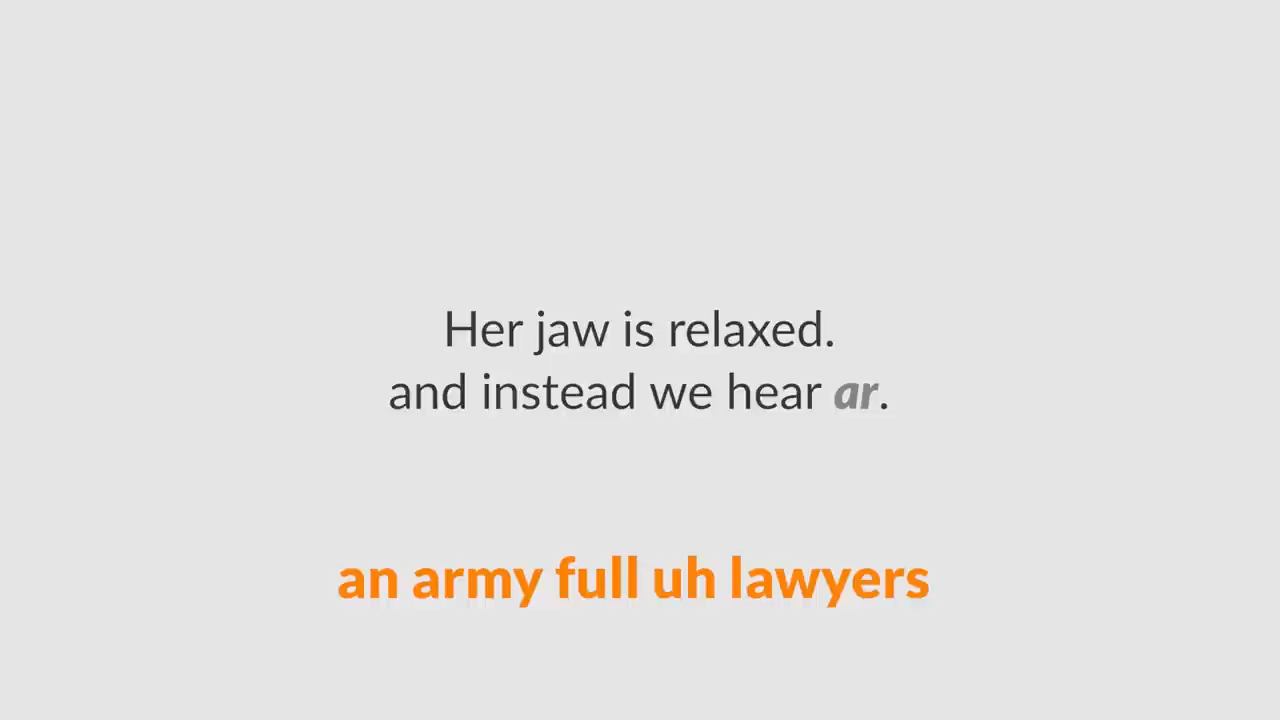 Her jaw is relaxed.
and instead we hear ar.
an army full uh lawyers